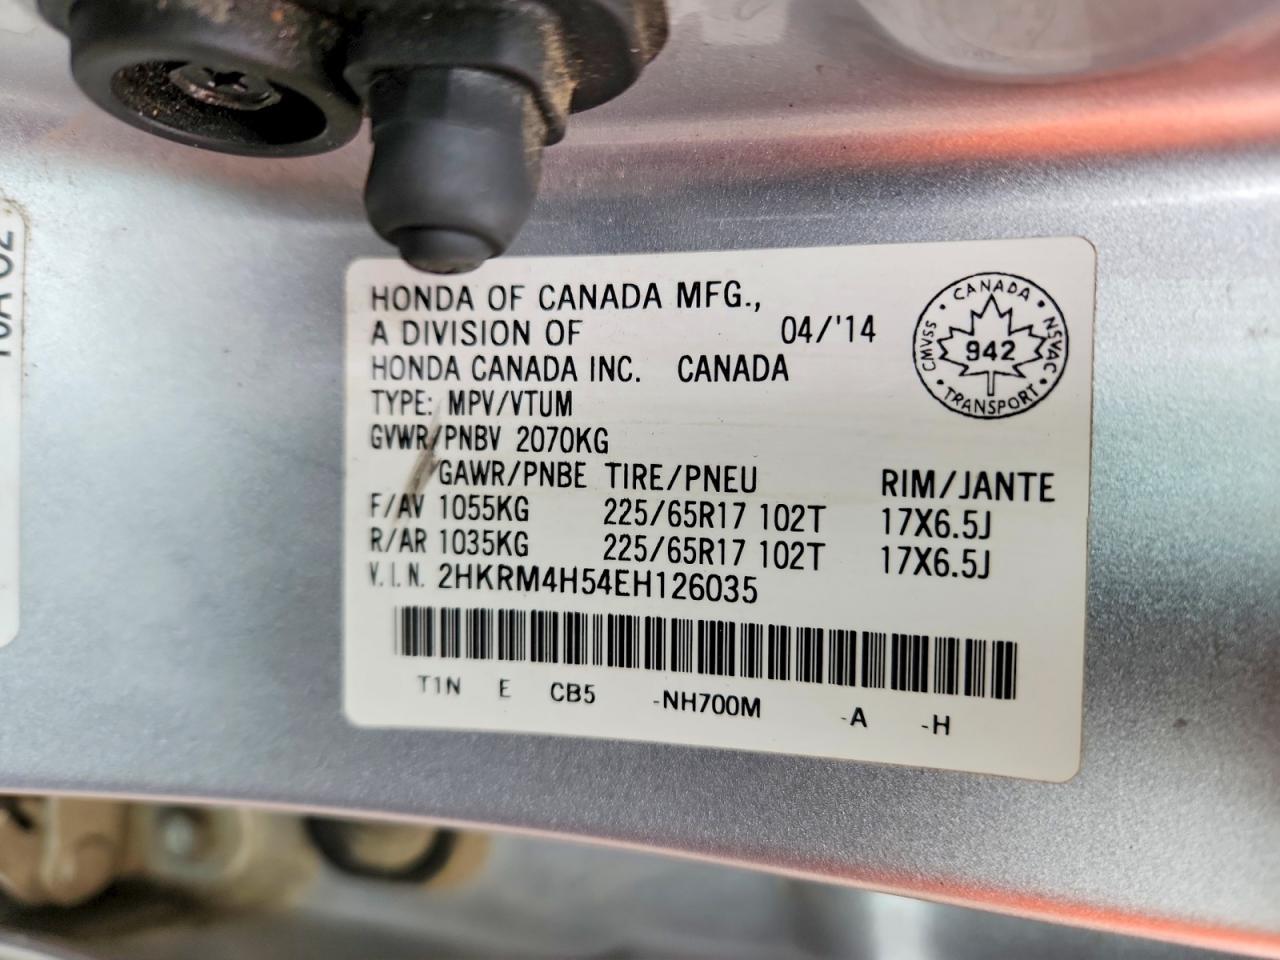 HONDA OF CANADA MFG.,
A DIVISION OF 04/'14
HONDA CANADA INC. CANADA
TYPE: MPV/VTUM
GVWR/PNBV 2070KG
GAWR/PNBE TIRE/PNEU RIM/JANTE
F/AV 1055KG 225/65R17 102T 17X6.5J
R/AR 1035KG 225/65R17 102T 17X6.5J
V.I.N. 2HKRM4H54EH126035
T1N E CB5 -NH700M -A -H
CANADA • NSVAC • TRANSPORT • CMVSS •
942